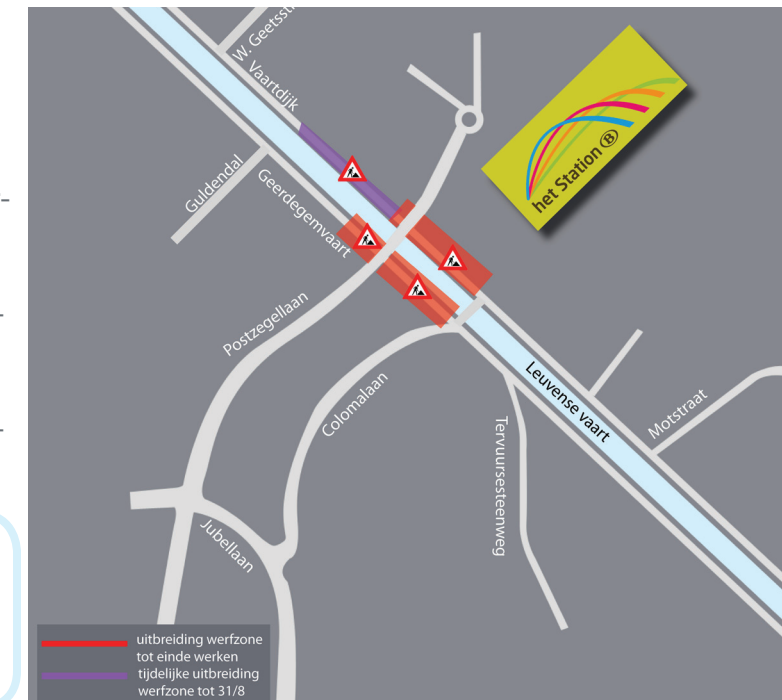 W. Geetsst
Vaartdijk
Guldendal
Geerdegemvaart
het Station B
Postzegellaan
Colomalaan
Leuvense vaart
Motstraat
Tervuursesteenweg
Jubellaan
uitbreiding werfzone
tot einde werken
tijdelijke uitbreiding
werfzone tot 31/8